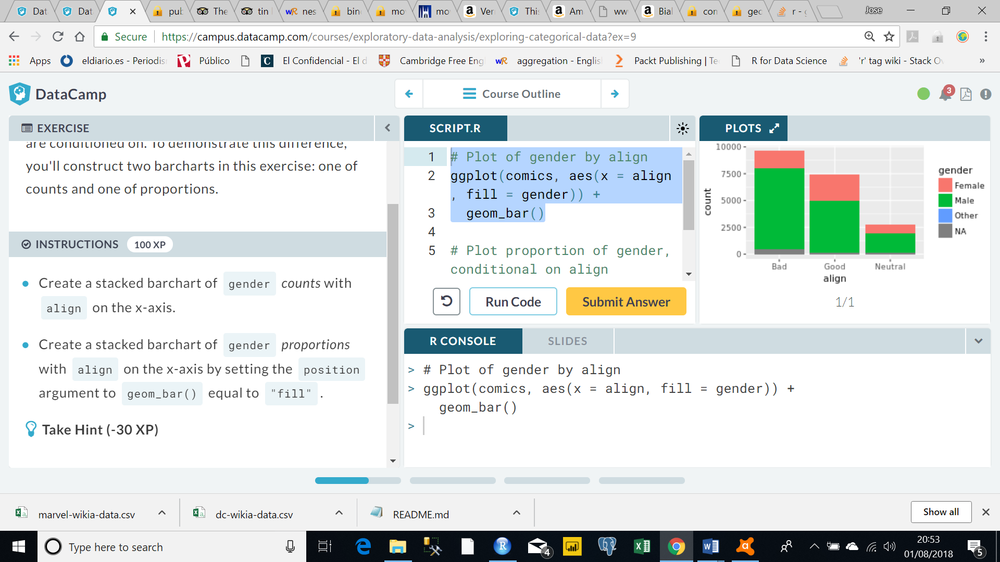 Dat
Dat
pub
The
tin
nes
bin
mo
mo
Ver
This
Am
ww
Bial
con
geo
r - g
Jose
Secure
https://campus.datacamp.com/courses/exploratory-data-analysis/exploring-categorical-data?ex=9
Apps
eldiario.es - Periodis
Público
El Confidencial - El d
Cambridge Free Eng
aggregation - Englis
Packt Publishing | Te
R for Data Science
'r' tag wiki - Stack Ov
»
DataCamp
Course Outline
3
EXERCISE
are conditioned on. To demonstrate this difference,
you'll construct two barcharts in this exercise: one of
counts and one of proportions.
INSTRUCTIONS 100 XP
Create a stacked barchart of gender counts with
align on the x-axis.
Create a stacked barchart of gender proportions
with align on the x-axis by setting the position
argument to geom_bar() equal to "fill" .
Take Hint (-30 XP)
SCRIPT.R
1 # Plot of gender by align
2 ggplot(comics, aes(x = align
, fill = gender)) +
3 geom_bar()
4
5 # Plot proportion of gender,
conditional on align
Run Code
Submit Answer
PLOTS
10000
7500
5000
2500
0
count
Bad
Good
Neutral
align
gender
Female
Male
Other
NA
1/1
R CONSOLE
SLIDES
> # Plot of gender by align
> ggplot(comics, aes(x = align, fill = gender)) +
geom_bar()
>
marvel-wikia-data.csv
dc-wikia-data.csv
README.md
Show all
Type here to search
4
20:53
01/08/2018
5